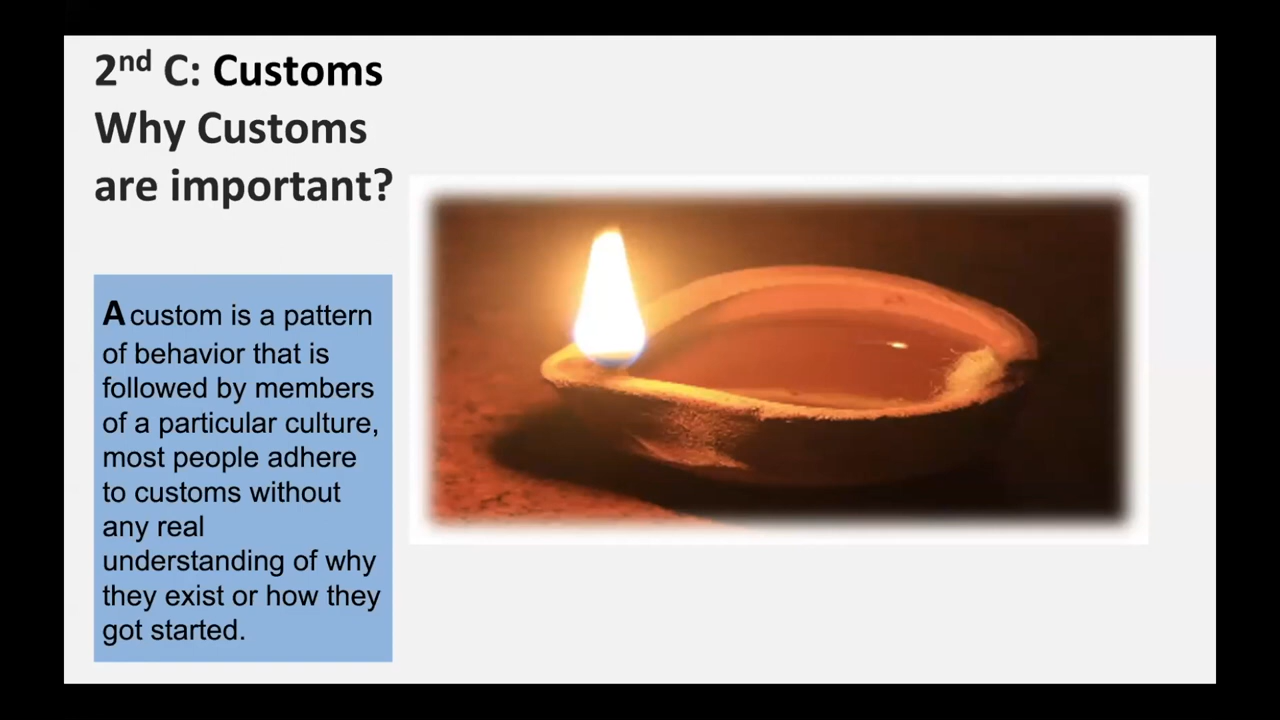 2nd C: Customs
Why Customs
are important?
A custom is a pattern
of behavior that is
followed by members
of a particular culture,
most people adhere
to customs without
any real
understanding of why
they exist or how they
got started.